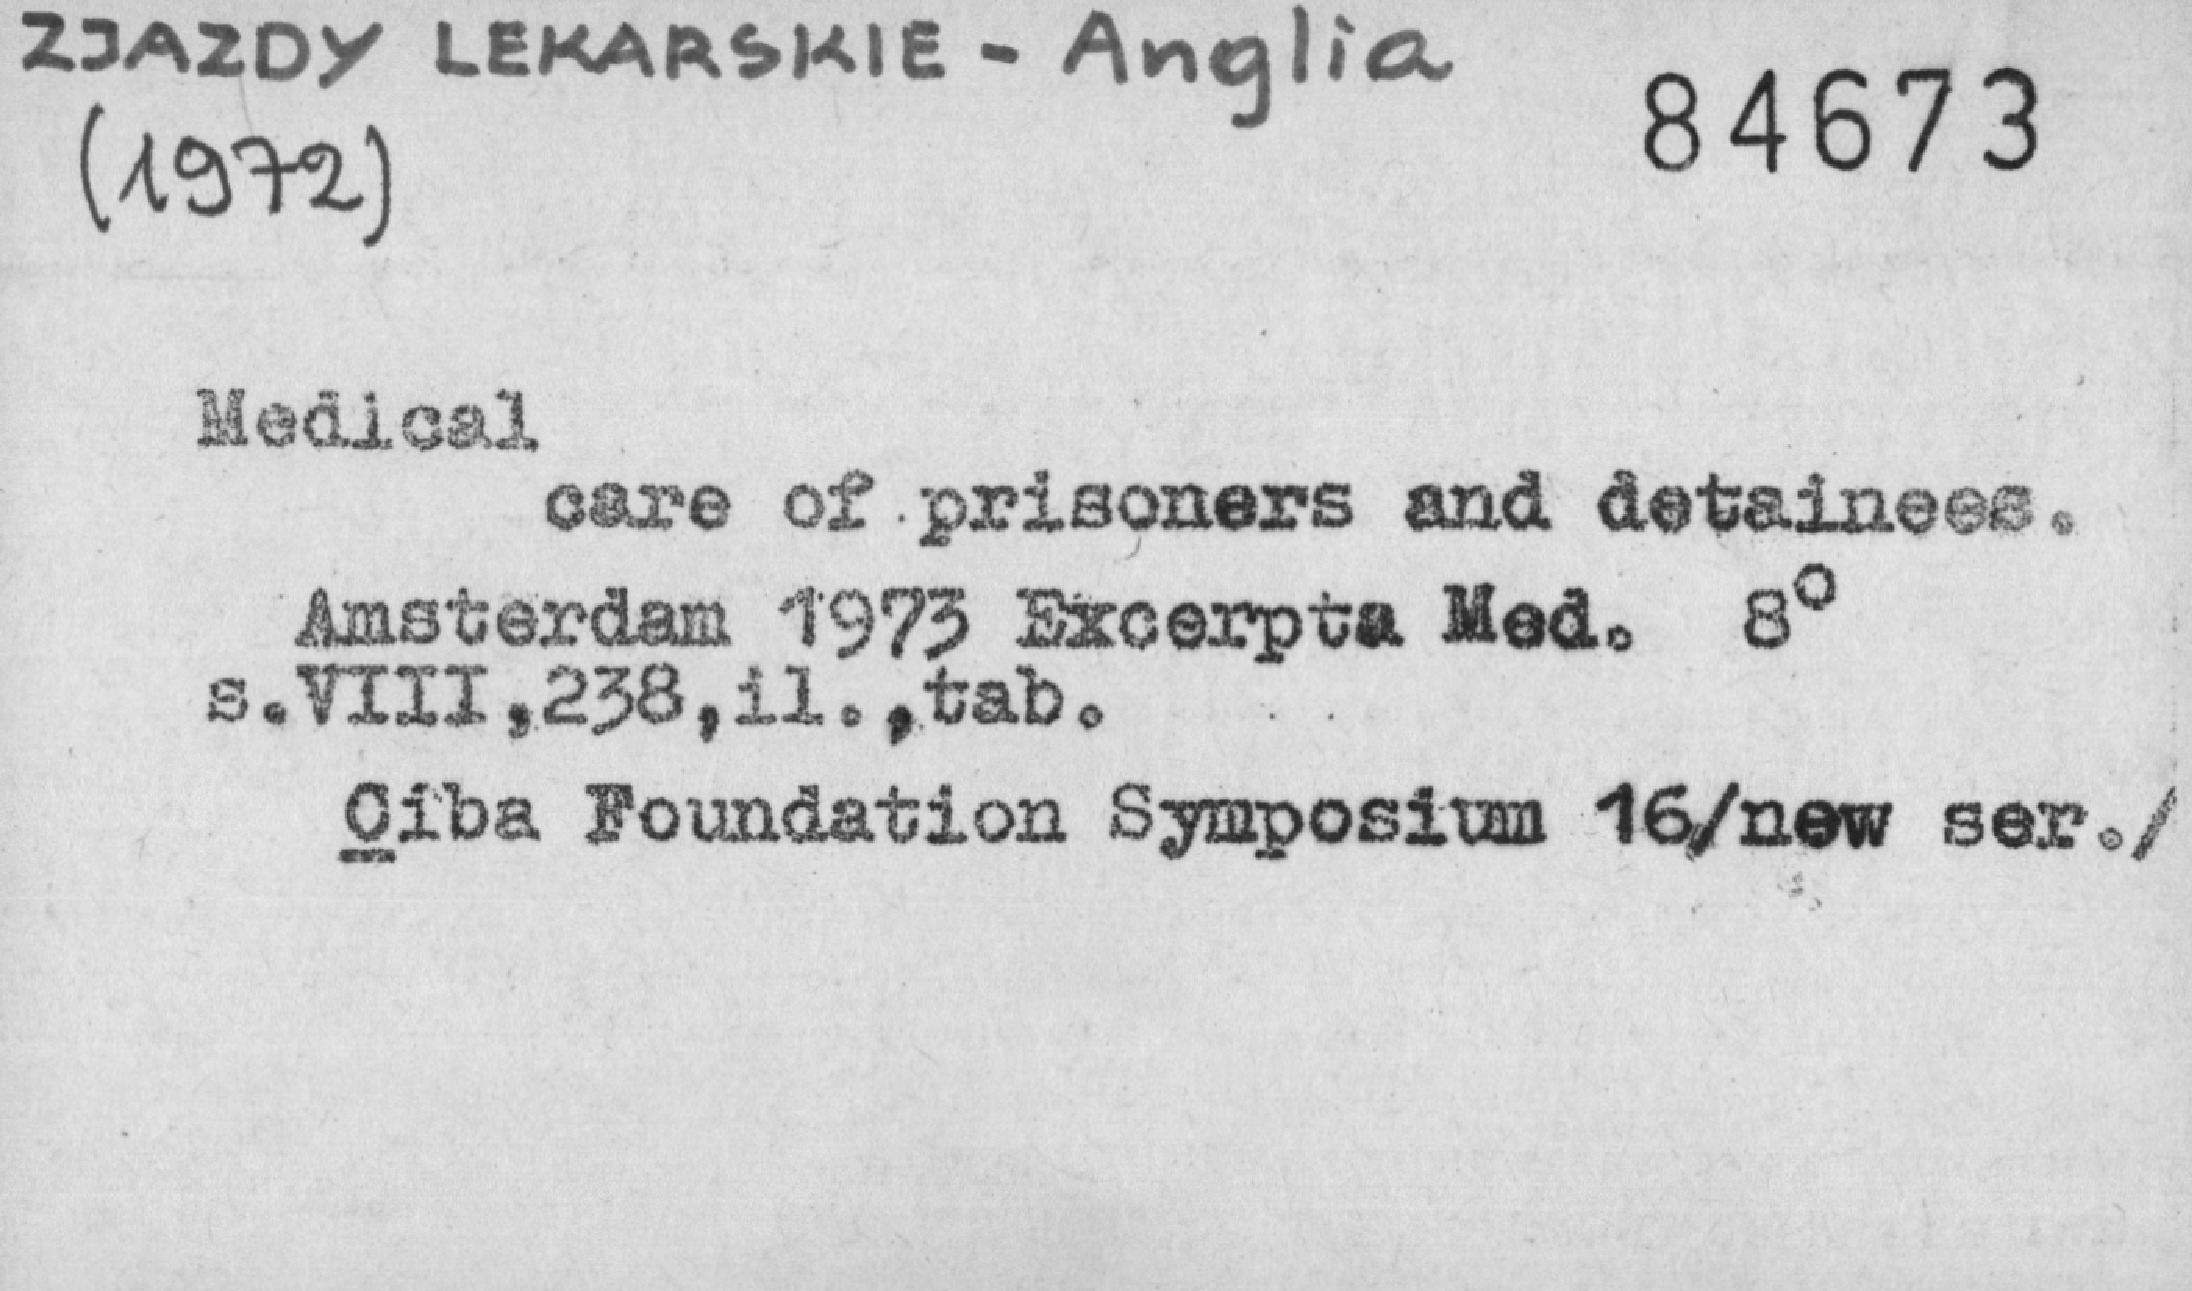 ZJAZDY LEKARSKIE - Anglia
84673
(1972)
Medical
care of prisoners and detainees.
Amsterdam 1973 Excerpta Med. 8°
s.VIII,238,il.,tab.
Ciba Foundation Symposium 16/new ser./